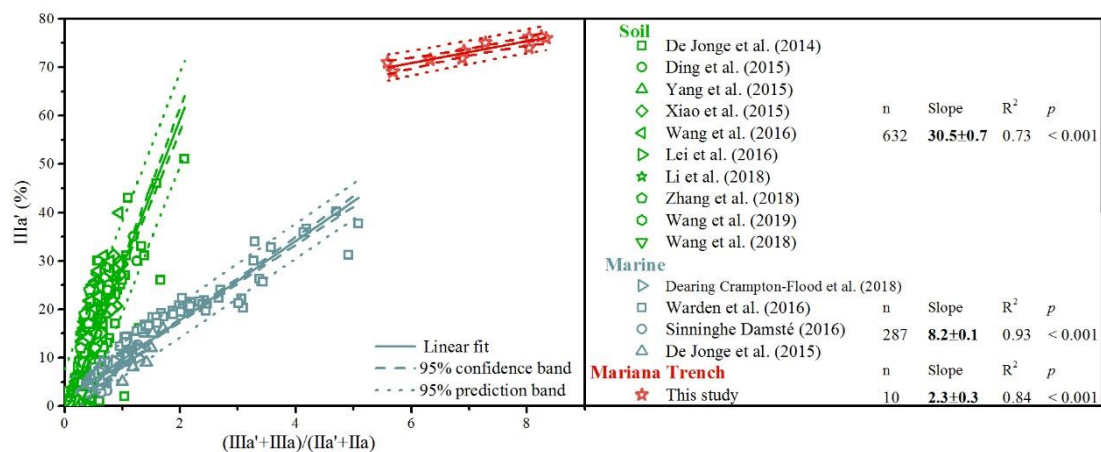 80
70
60
50
40
30
20
10
0
IIIa' (%)
0 2 4 6 8
(IIIa'+IIIa)/(IIa'+IIa)
Linear fit
95% confidence band
95% prediction band
Soil
De Jonge et al. (2014)
Ding et al. (2015)
Yang et al. (2015)
Xiao et al. (2015) n Slope R² p
Wang et al. (2016) 632 30.5±0.7 0.73 < 0.001
Lei et al. (2016)
Li et al. (2018)
Zhang et al. (2018)
Wang et al. (2019)
Wang et al. (2018)
Marine
Dearing Crampton-Flood et al. (2018)
Warden et al. (2016) n Slope R² p
Sinninghe Damsté (2016) 287 8.2±0.1 0.93 < 0.001
De Jonge et al. (2015)
Mariana Trench n Slope R² p
This study 10 2.3±0.3 0.84 < 0.001